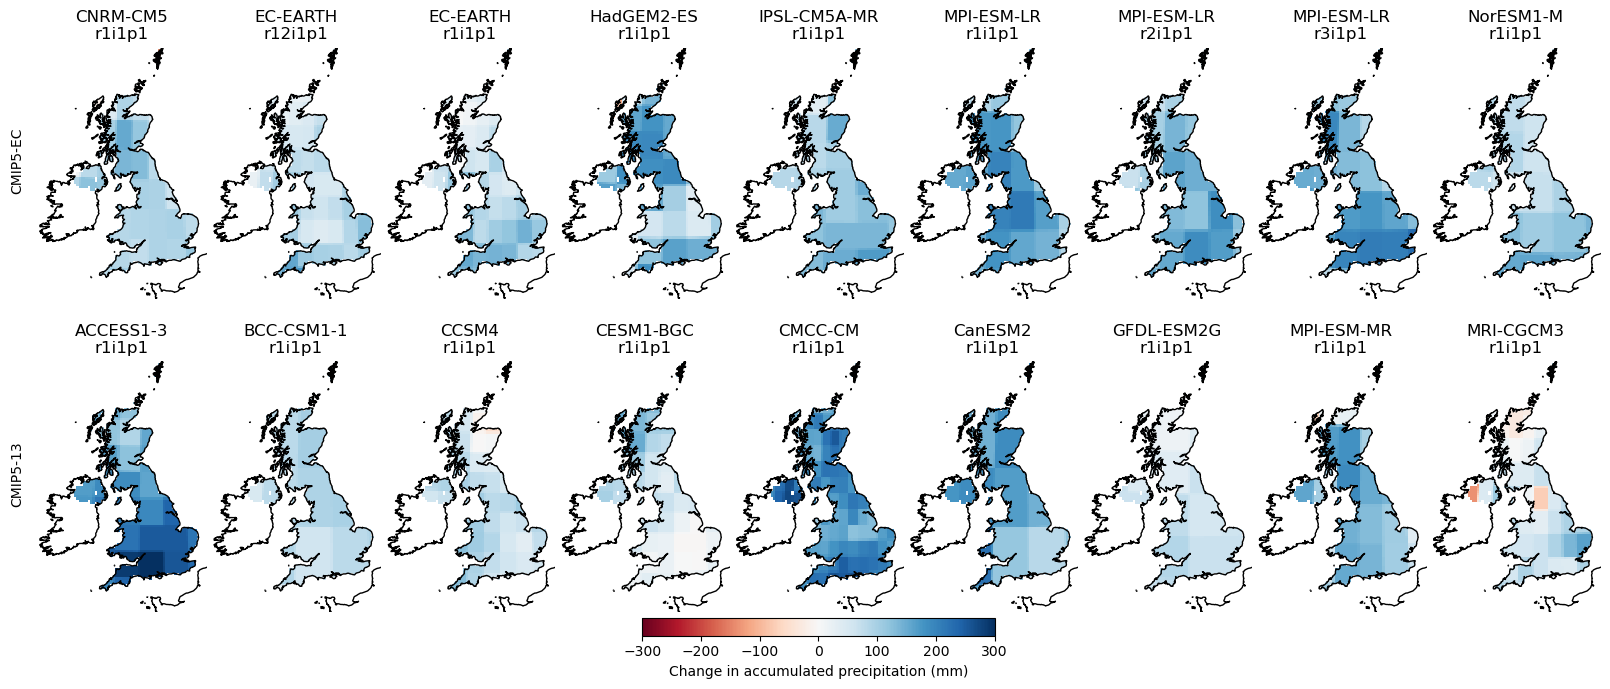 CNRM-CM5 EC-EARTH EC-EARTH HadGEM2-ES IPSL-CM5A-MR MPI-ESM-LR MPI-ESM-LR MPI-ESM-LR NorESM1-M
r1i1p1 r12i1p1 r1i1p1 r1i1p1 r1i1p1 r1i1p1 r2i1p1 r3i1p1 r1i1p1
CMIP5-EC
ACCESS1-3 BCC-CSM1-1 CCSM4 CESM1-BGC CMCC-CM CanESM2 GFDL-ESM2G MPI-ESM-MR MRI-CGCM3
r1i1p1 r1i1p1 r1i1p1 r1i1p1 r1i1p1 r1i1p1 r1i1p1 r1i1p1 r1i1p1
CMIP5-13
−300 −200 −100 0 100 200 300
Change in accumulated precipitation (mm)